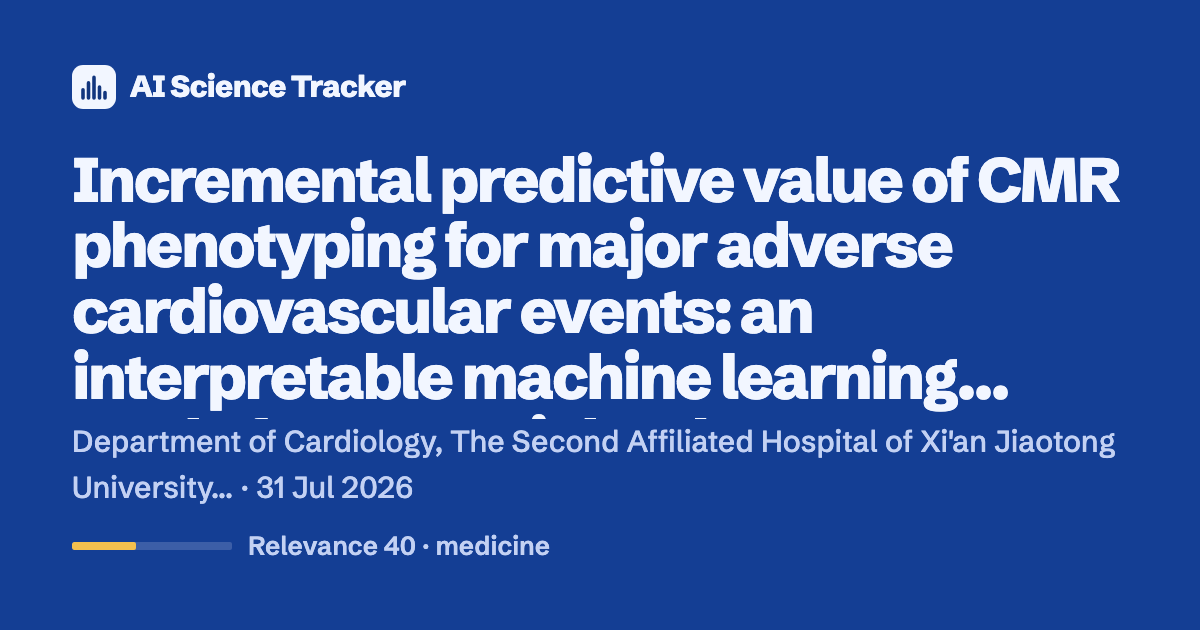 AI Science Tracker
Incremental predictive value of CMR
phenotyping for major adverse
cardiovascular events: an
interpretable machine learning...
Department of Cardiology, The Second Affiliated Hospital of Xi'an Jiaotong
University... · 31 Jul 2026
Relevance 40 · medicine